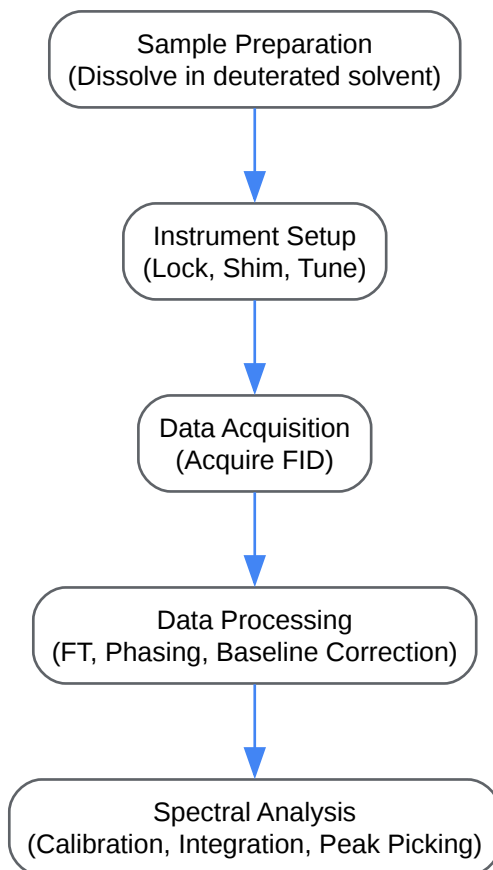 Sample Preparation
(Dissolve in deuterated solvent)
Instrument Setup
(Lock, Shim, Tune)
Data Acquisition
(Acquire FID)
Data Processing
(FT, Phasing, Baseline Correction)
Spectral Analysis
(Calibration, Integration, Peak Picking)